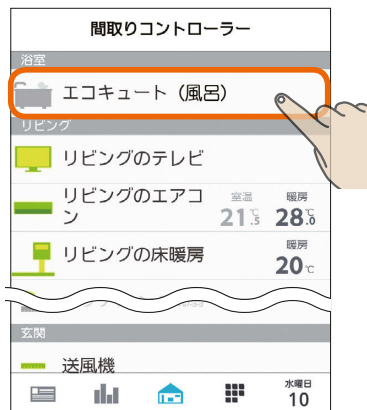 間取りコントローラー
浴室
エコキュート（風呂）
リビング
リビングのテレビ
リビングのエアコン 室温 21.5℃ 暖房 28.0℃
リビングの床暖房 暖房 20℃
玄関
送風機
水曜日
10